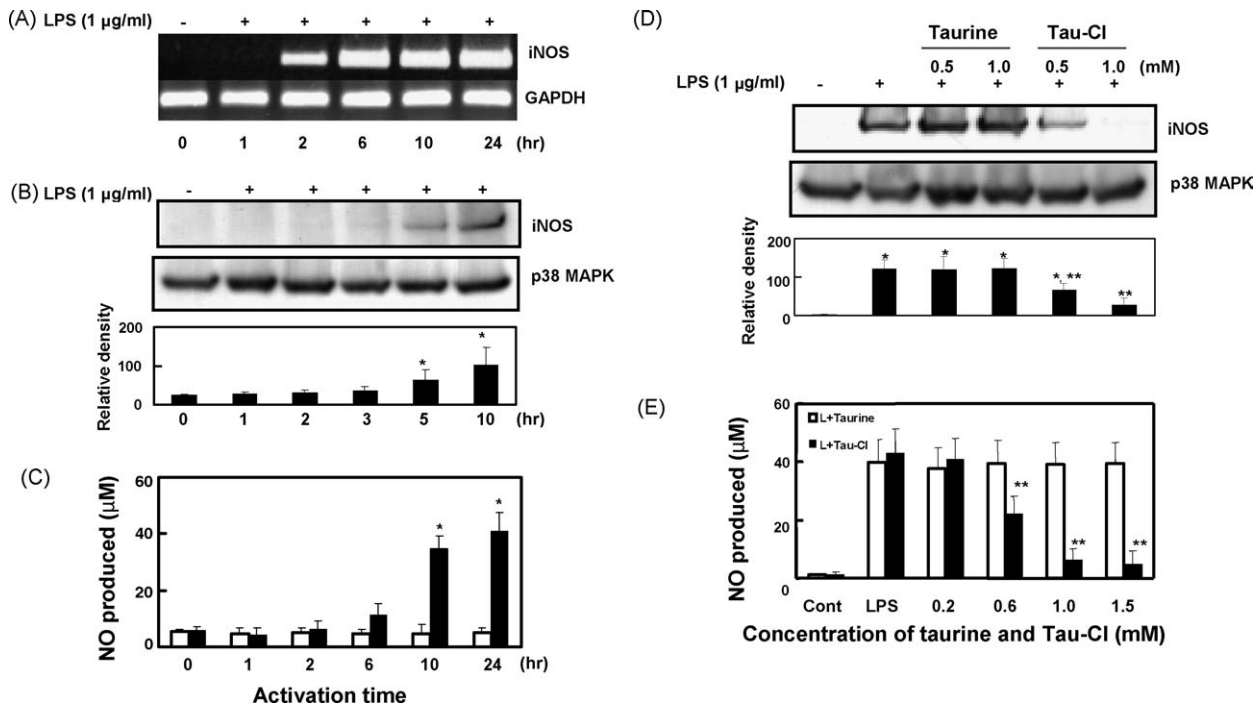 (A) LPS (1 µg/ml) - + + + + +
iNOS
GAPDH
0 1 2 6 10 24 (hr)
(B) LPS (1 µg/ml) - + + + + +
iNOS
p38 MAPK
Relative density
200
100
0
0 1 2 3 5 10 (hr)
* *
(C)
NO produced (µM)
60
40
20
0
* *
0 1 2 6 10 24 (hr)
Activation time
(D)
Taurine Tau-Cl
0.5 1.0 0.5 1.0 (mM)
LPS (1 µg/ml) - + + + + +
iNOS
p38 MAPK
Relative density
200
100
0
* * * *, ** **
(E)
NO produced (µM)
60
40
20
0
L+Taurine
L+Tau-Cl
** ** **
Cont LPS 0.2 0.6 1.0 1.5
Concentration of taurine and Tau-Cl (mM)